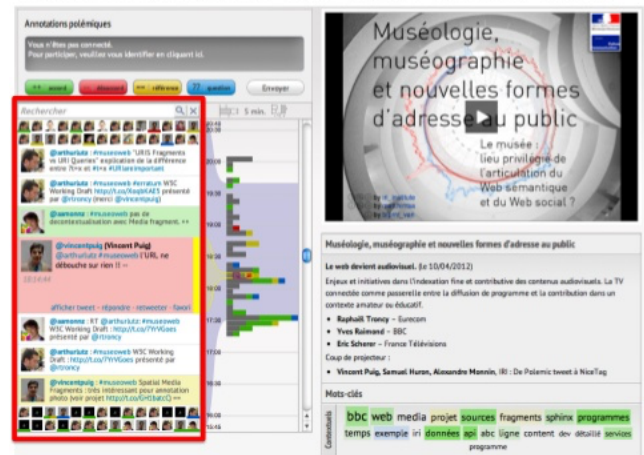 Annotations polémiques
Vous n'êtes pas connecté.
Pour participer, veuillez vous identifier en cliquant ici.
++ accord
-- désaccord
== référence
?? question
Envoyer
Rechercher
5 min.
@arthurlutz : #museoweb "URIS Fragments
vs URI Queries" explication de la différence
entre ?t=x et #t=x #URIareimportant
@arthurlutz : #museoweb #erratum W3C
Working Draft
présenté
par @rtroncy (merci @vincentpuig)
@aamonnz : #museoweb pas de
decontextualisation avec Media fragment. ++
@vincentpuig (Vincent Puig)
@arthurlutz #museoweb l'URL ne
débouche sur rien !! --
afficher tweet - répondre - retweeter - favori
@aamonnz : RT @arthurlutz: #museoweb
W3C Working Draft : http://t.co/7YrVGoes
présenté par @rtroncy
@arthurlutz : #museoweb W3C Working
Draft : http://t.co/7YrVGoes présenté par
@rtroncy
@vincentpuig : #museoweb Spatial Media
Fragments : très intéressant pour annotation
photo (voir projet
++
Muséologie,
muséographie
et nouvelles formes
d'adresse au public
Le musée :
lieu privilégié de
l'articulation du
Web sémantique
et du Web social ?
Muséologie, muséographie et nouvelles formes d'adresse au public
Le web devient audiovisuel. (le 10/04/2012)
Enjeux et initiatives dans l'indexation fine et contributive des contenus audiovisuels. La TV
connectée comme passerelle entre la diffusion de programme et la contribution dans un
contexte amateur ou éducatif.
• Raphaël Troncy – Eurecom
• Yves Raimond – BBC
• Eric Scherer – France Télévisions
Coup de projecteur :
• Vincent Puig, Samuel Huron, Alexandre Monnin, IRI : De Polemic tweet à NiceTag
Mots-clés
Contextuels
bbc web media projet sources fragments sphinx programmes
temps exemple iri données api abc ligne content dev détaillé services
programme